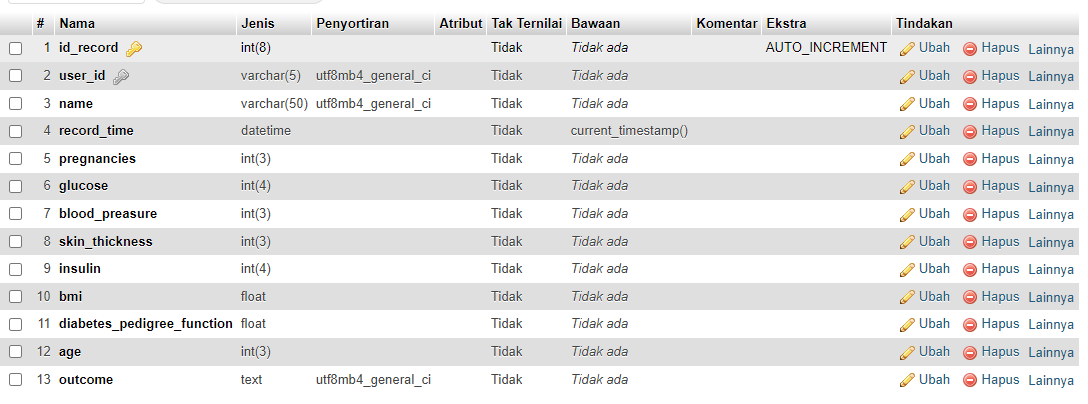 # Nama Jenis Penyortiran Atribut Tak Ternilai Bawaan Komentar Ekstra Tindakan
1 id_record int(8) Tidak Tidak ada AUTO_INCREMENT Ubah Hapus Lainnya
2 user_id varchar(5) utf8mb4_general_ci Tidak Tidak ada Ubah Hapus Lainnya
3 name varchar(50) utf8mb4_general_ci Tidak Tidak ada Ubah Hapus Lainnya
4 record_time datetime Tidak current_timestamp() Ubah Hapus Lainnya
5 pregnancies int(3) Tidak Tidak ada Ubah Hapus Lainnya
6 glucose int(4) Tidak Tidak ada Ubah Hapus Lainnya
7 blood_preasure int(3) Tidak Tidak ada Ubah Hapus Lainnya
8 skin_thickness int(3) Tidak Tidak ada Ubah Hapus Lainnya
9 insulin int(4) Tidak Tidak ada Ubah Hapus Lainnya
10 bmi float Tidak Tidak ada Ubah Hapus Lainnya
11 diabetes_pedigree_function float Tidak Tidak ada Ubah Hapus Lainnya
12 age int(3) Tidak Tidak ada Ubah Hapus Lainnya
13 outcome text utf8mb4_general_ci Tidak Tidak ada Ubah Hapus Lainnya